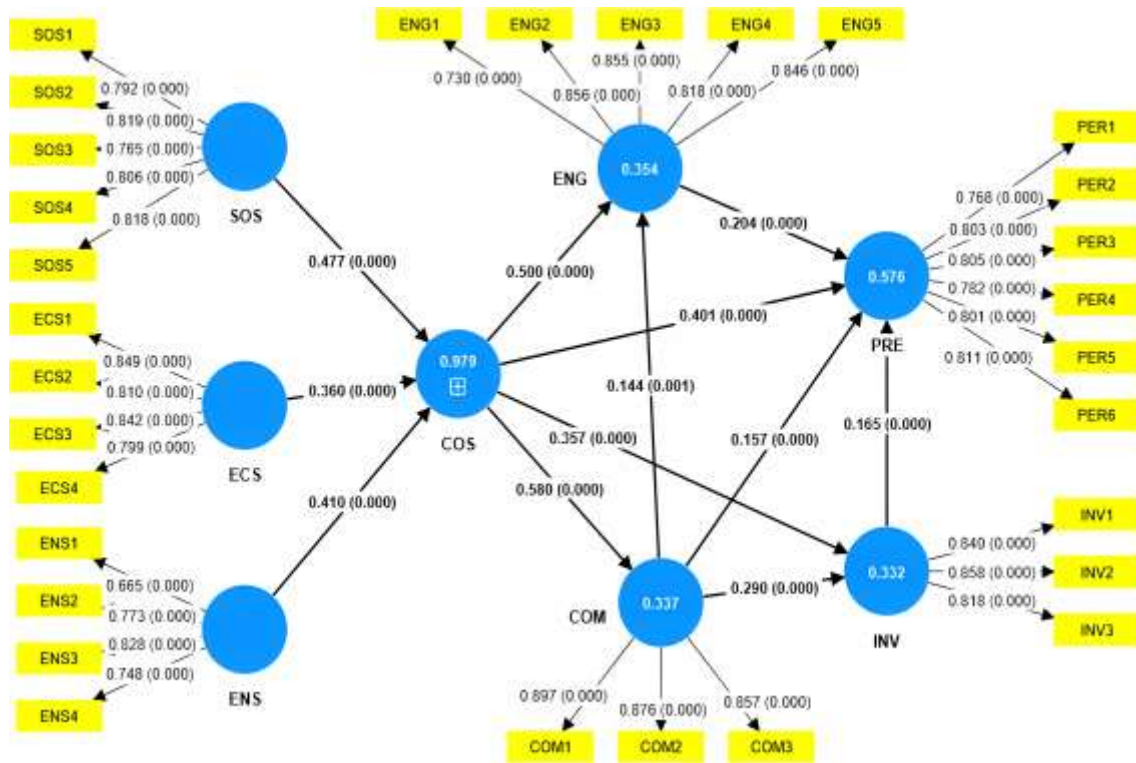 SOS1
SOS2
SOS3
SOS4
SOS5
0.792 (0.000)
0.819 (0.000)
0.765 (0.000)
0.806 (0.000)
0.818 (0.000)
SOS
0.477 (0.000)
ECS1
ECS2
ECS3
ECS4
0.849 (0.000)
0.810 (0.000)
0.842 (0.000)
0.799 (0.000)
ECS
0.360 (0.000)
ENS1
ENS2
ENS3
ENS4
0.665 (0.000)
0.773 (0.000)
0.828 (0.000)
0.748 (0.000)
ENS
0.410 (0.000)
0.979
COS
ENG1
ENG2
ENG3
ENG4
ENG5
0.730 (0.000)
0.856 (0.000)
0.855 (0.000)
0.818 (0.000)
0.846 (0.000)
0.354
ENG
0.500 (0.000)
0.204 (0.000)
0.401 (0.000)
0.144 (0.001)
0.357 (0.000)
0.580 (0.000)
0.157 (0.000)
0.165 (0.000)
0.290 (0.000)
0.576
PRE
PER1
PER2
PER3
PER4
PER5
PER6
0.768 (0.000)
0.803 (0.000)
0.805 (0.000)
0.782 (0.000)
0.801 (0.000)
0.811 (0.000)
0.337
COM
0.897 (0.000)
0.876 (0.000)
0.857 (0.000)
COM1
COM2
COM3
0.332
INV
0.849 (0.000)
0.858 (0.000)
0.818 (0.000)
INV1
INV2
INV3